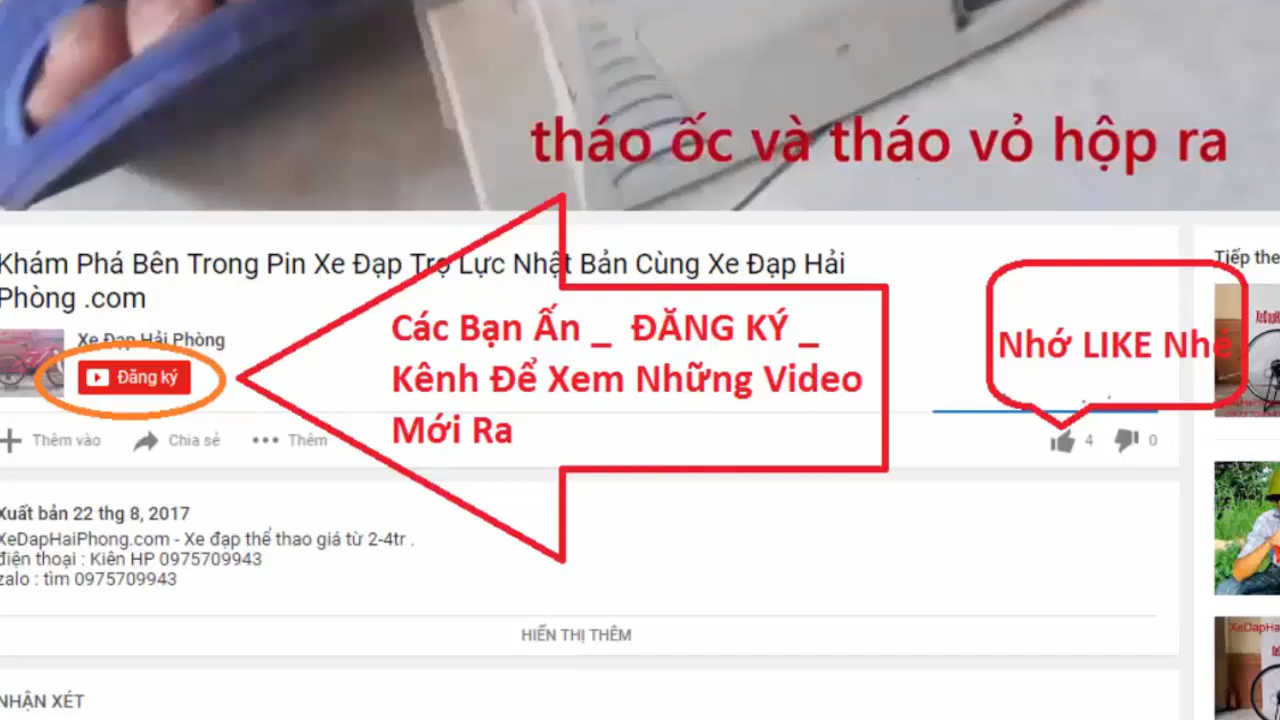 tháo ốc và tháo vỏ hộp ra
Khám Phá Bên Trong Pin Xe Đạp Trợ Lực Nhật Bản Cùng Xe Đạp Hải
Phòng .com
Tiếp the
Xe Đạp Hải Phòng
Đăng ký
Các Bạn Ấn _ ĐĂNG KÝ _
Kênh Để Xem Những Video
Mới Ra
Nhớ LIKE Nhé
Thêm vào
Chia sẻ
Thêm
4
0
Xuất bản 22 thg 8, 2017
XeDapHaiPhong.com - Xe đạp thể thao giá từ 2-4tr .
điện thoại : Kiên HP 0975709943
zalo : tìm 0975709943
HIỂN THỊ THÊM
XeDapHa
NHẬN XÉT